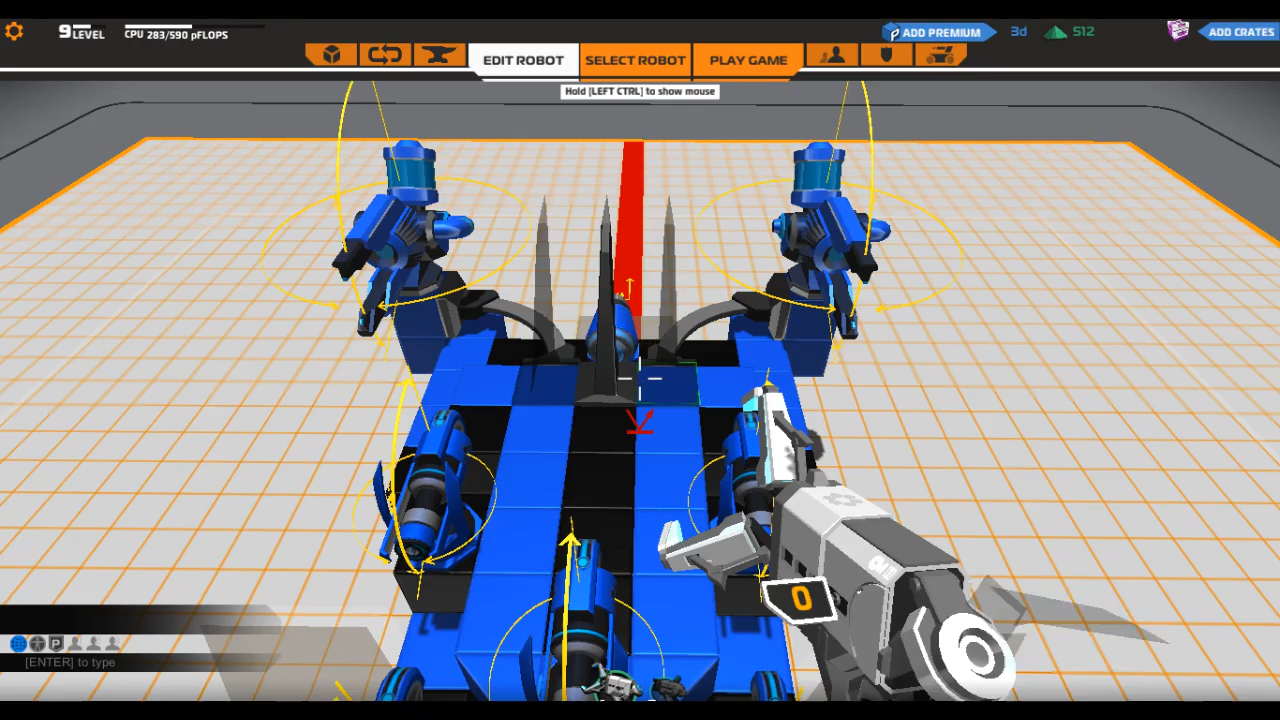 9 LEVEL
CPU 283/590 pFLOPS
ADD PREMIUM
3d
512
ADD CRATES
EDIT ROBOT
SELECT ROBOT
PLAY GAME
Hold [LEFT CTRL] to show mouse
0
P
[ENTER] to type